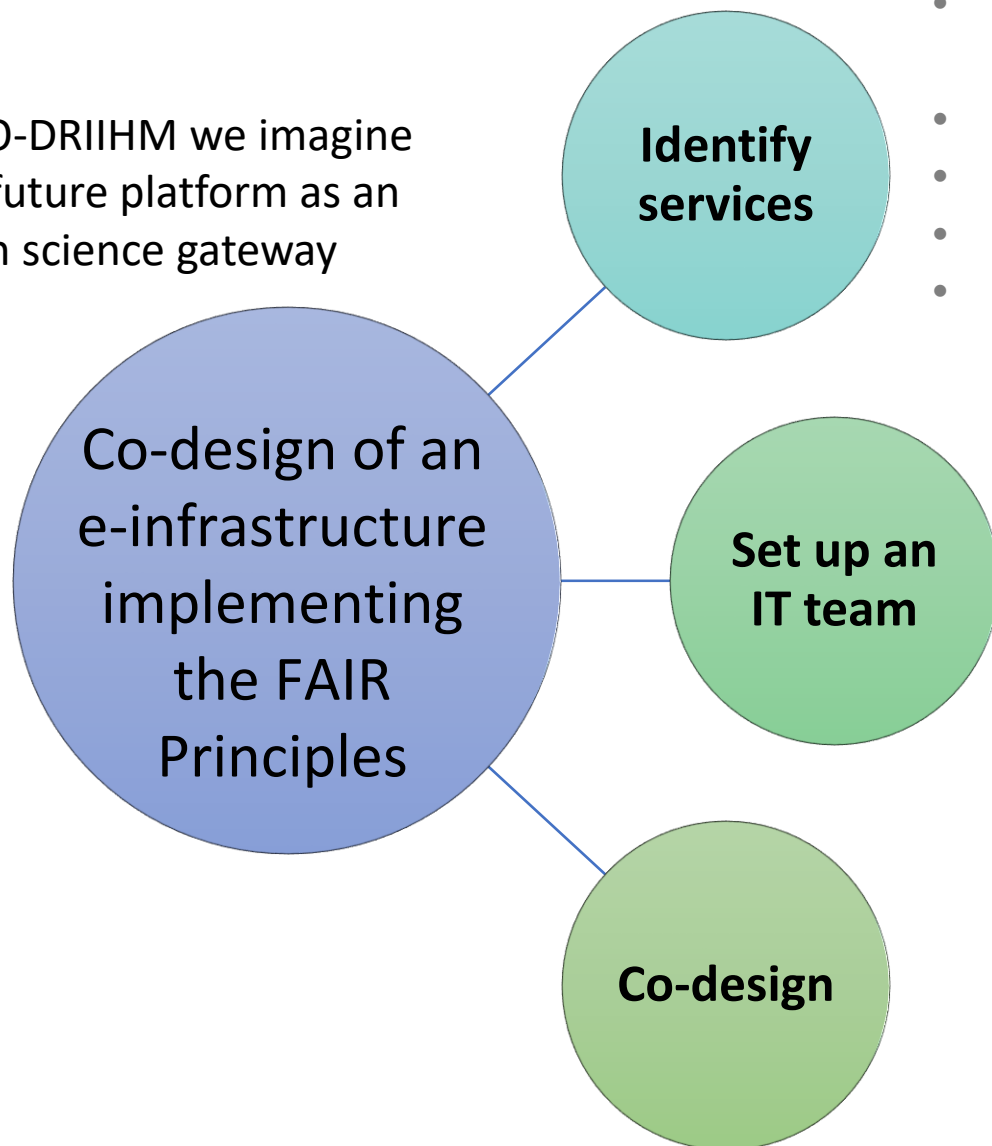 O-DRIIHM we imagine
future platform as an
science gateway
Identify
services
Co-design of an
e-infrastructure
implementing
the FAIR
Principles
Set up an
IT team
Co-design